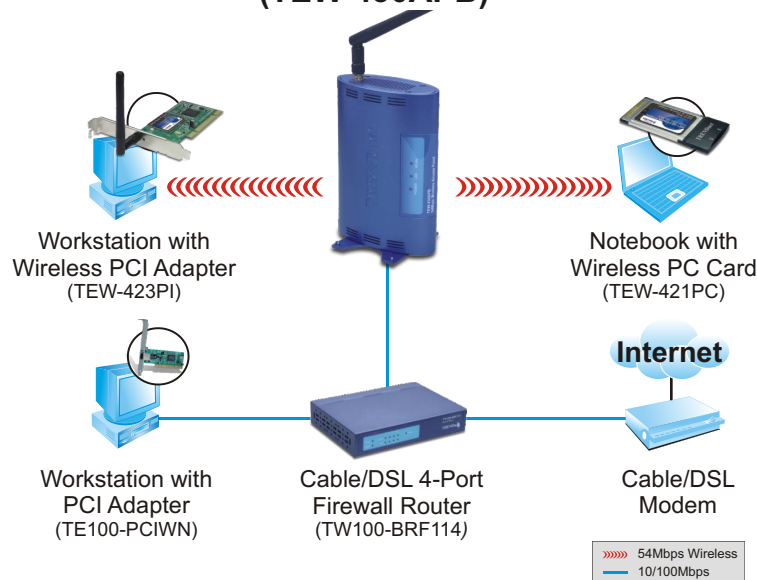 Workstation with
Wireless PCI Adapter
(TEW-423PI)
Notebook with
Wireless PC Card
(TEW-421PC)
Internet
Workstation with
PCI Adapter
(TE100-PCIWN)
Cable/DSL 4-Port
Firewall Router
(TW100-BRF114)
Cable/DSL
Modem
54Mbps Wireless
10/100Mbps